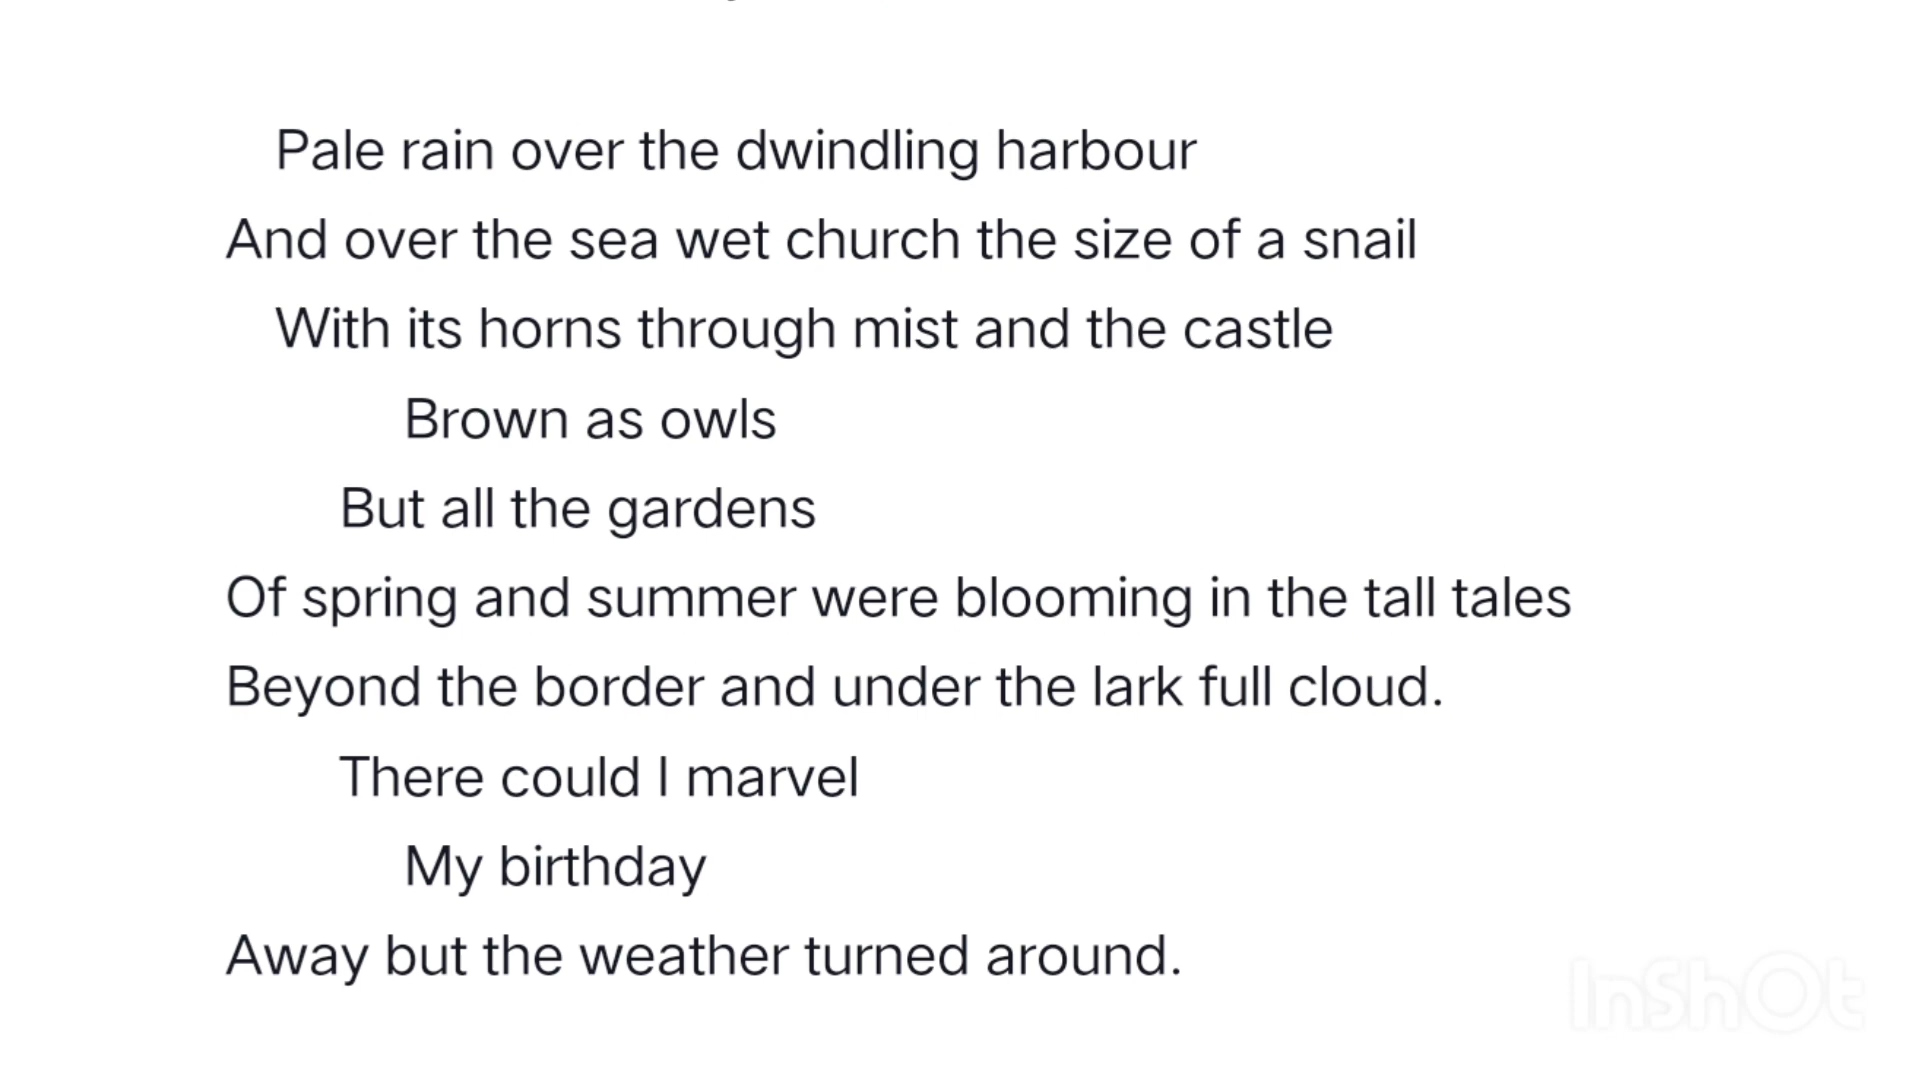 Pale rain over the dwindling harbour
And over the sea wet church the size of a snail
With its horns through mist and the castle
Brown as owls
But all the gardens
Of spring and summer were blooming in the tall tales
Beyond the border and under the lark full cloud.
There could I marvel
My birthday
Away but the weather turned around.
InShOt